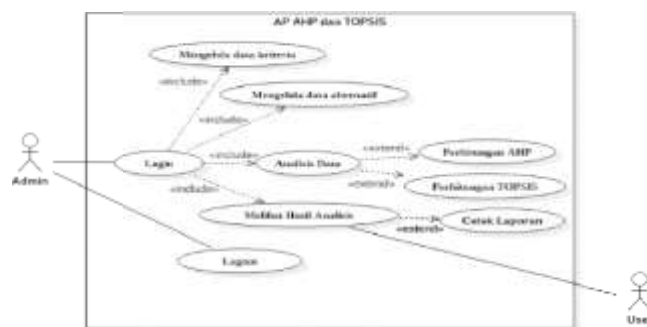 AP AHP dan TOPSIS
Mengelola data kriteria
«include»
Mengelola data alternatif
«include»
Login
«include»
Analisis Data
«extend»
Perhitungan AHP
«extend»
Perhitungan TOPSIS
«include»
Melihat Hasil Analisis
«extend»
Cetak Laporan
Admin
Logout
User